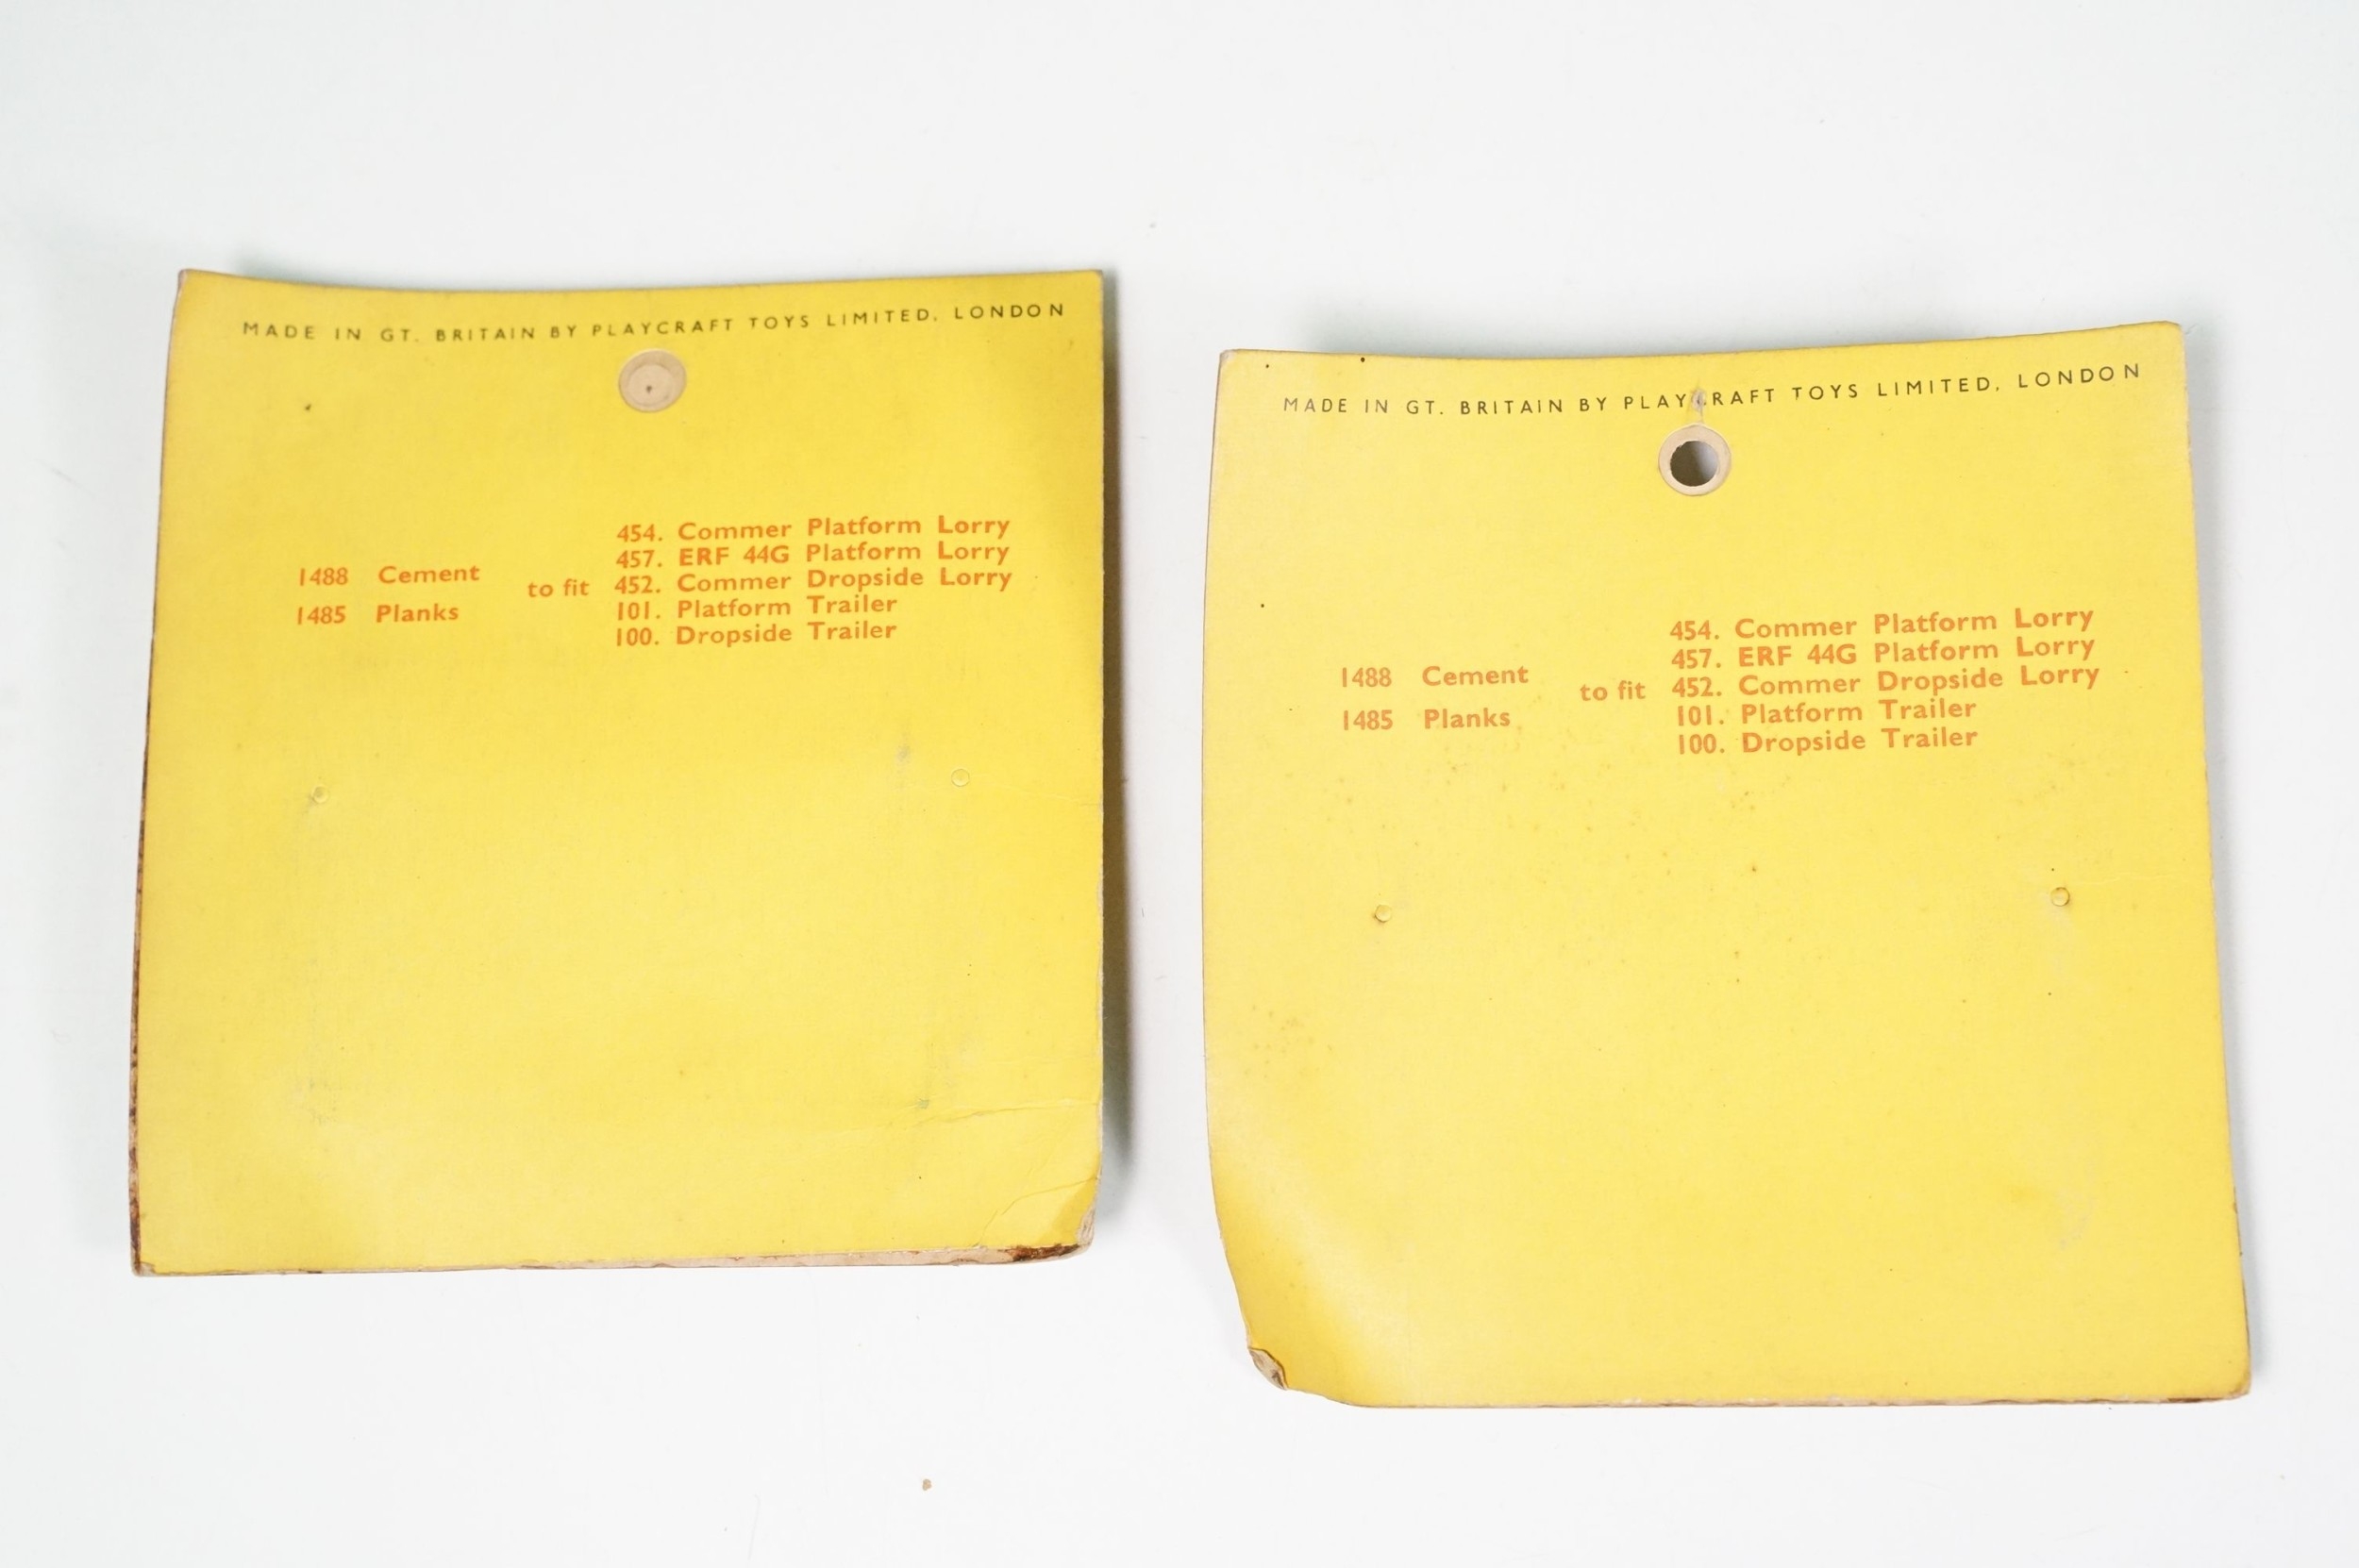 MADE IN GT. BRITAIN BY PLAYCRAFT TOYS LIMITED, LONDON
454. Commer Platform Lorry
457. ERF 44G Platform Lorry
1488 Cement
to fit 452. Commer Dropside Lorry
1485 Planks
101. Platform Trailer
100. Dropside Trailer
MADE IN GT. BRITAIN BY PLAYCRAFT TOYS LIMITED, LONDON
454. Commer Platform Lorry
457. ERF 44G Platform Lorry
1488 Cement
to fit 452. Commer Dropside Lorry
1485 Planks
101. Platform Trailer
100. Dropside Trailer